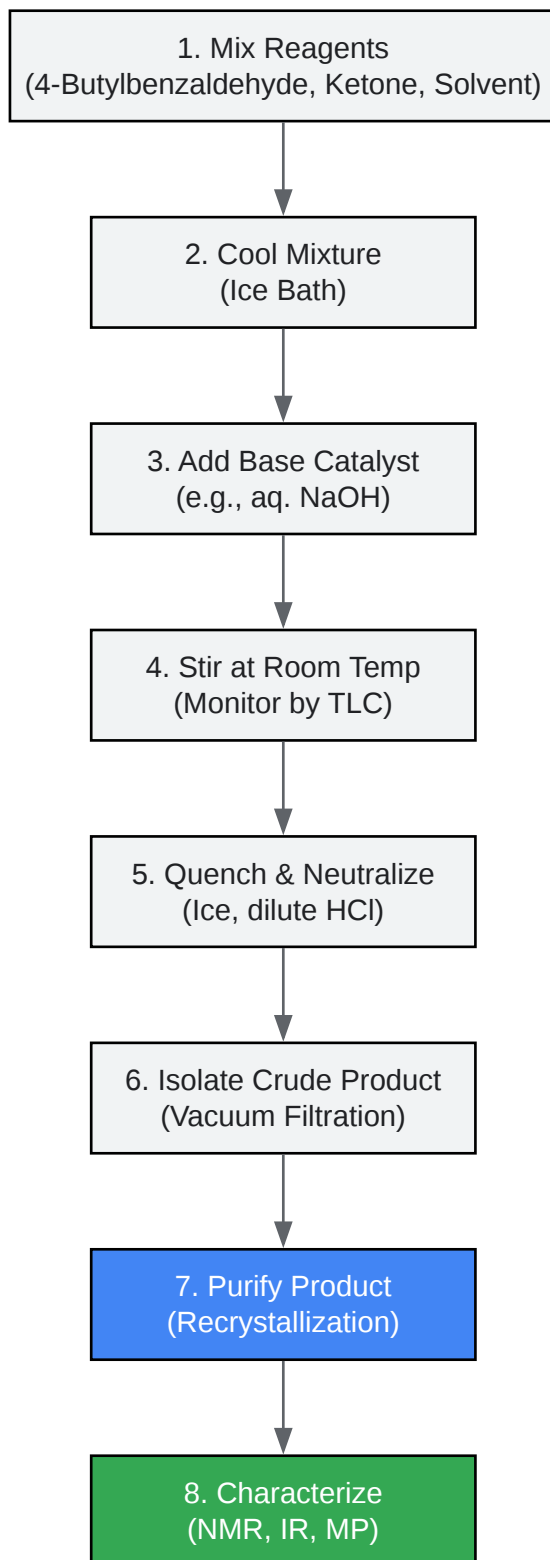 1. Mix Reagents
(4-Butylbenzaldehyde, Ketone, Solvent)
2. Cool Mixture
(Ice Bath)
3. Add Base Catalyst
(e.g., aq. NaOH)
4. Stir at Room Temp
(Monitor by TLC)
5. Quench & Neutralize
(Ice, dilute HCl)
6. Isolate Crude Product
(Vacuum Filtration)
7. Purify Product
(Recrystallization)
8. Characterize
(NMR, IR, MP)